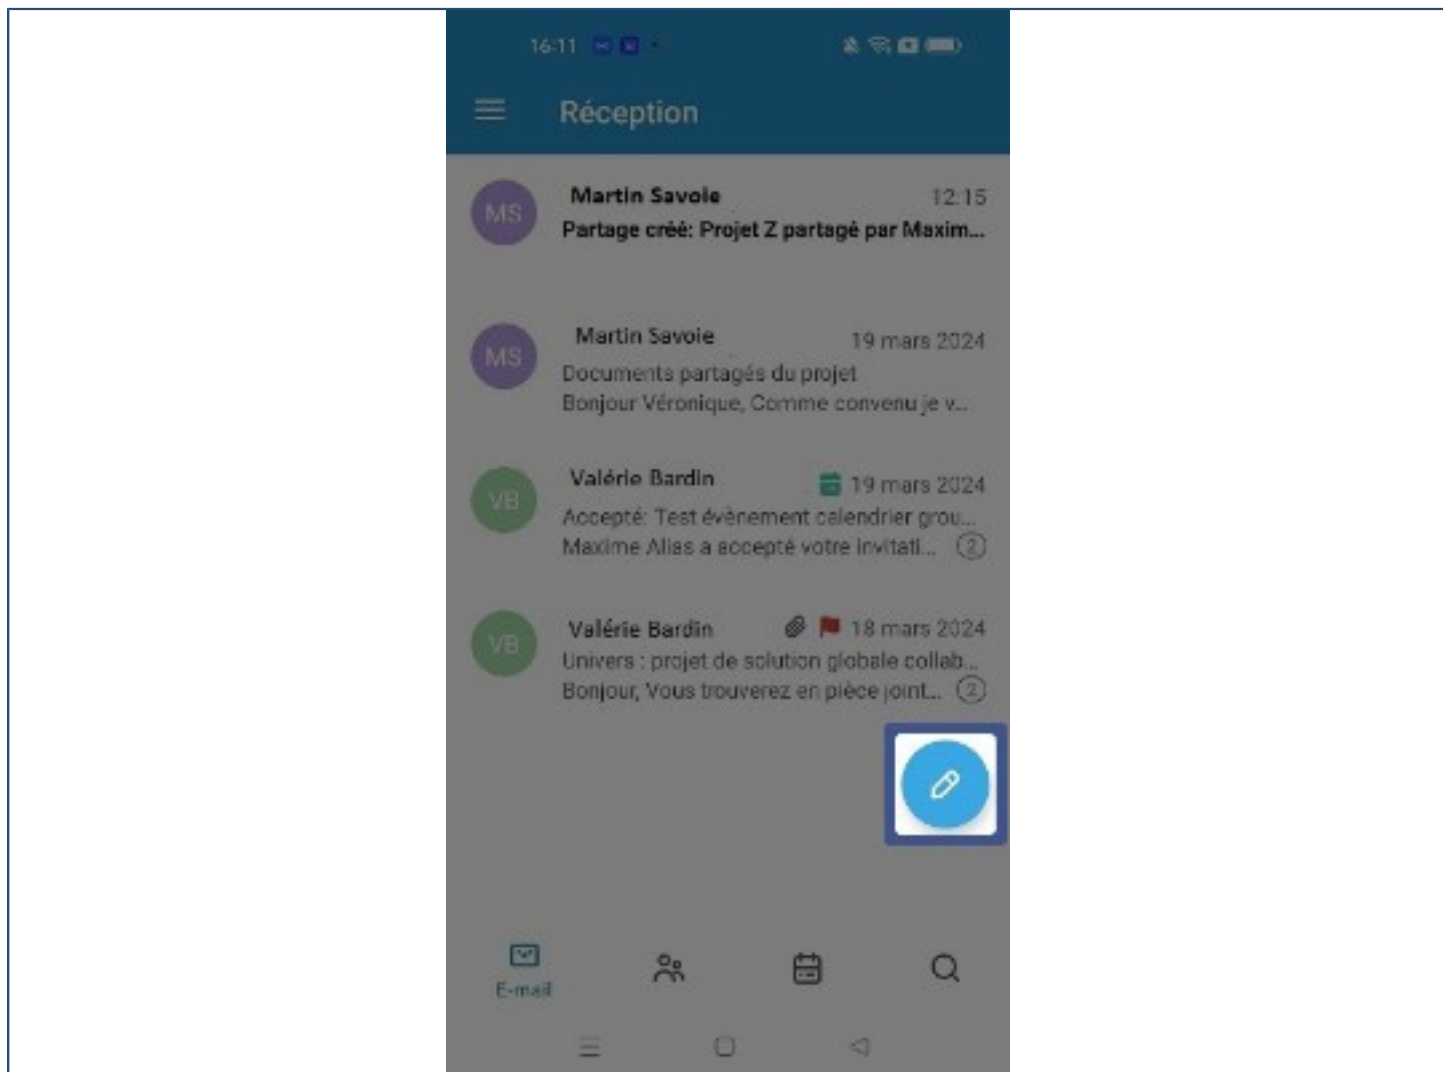 16:11
Réception
MS
Martin Savoie
12:15
Partage créé: Projet Z partagé par Maxim...
MS
Martin Savoie
19 mars 2024
Documents partagés du projet
Bonjour Véronique, Comme convenu je v...
VB
Valérie Bardin
19 mars 2024
Accepté: Test évènement calendrier grou...
Maxime Alias a accepté votre invitati... 2
VB
Valérie Bardin
18 mars 2024
Univers : projet de solution globale collab...
Bonjour, Vous trouverez en pièce joint... 2
E-mail